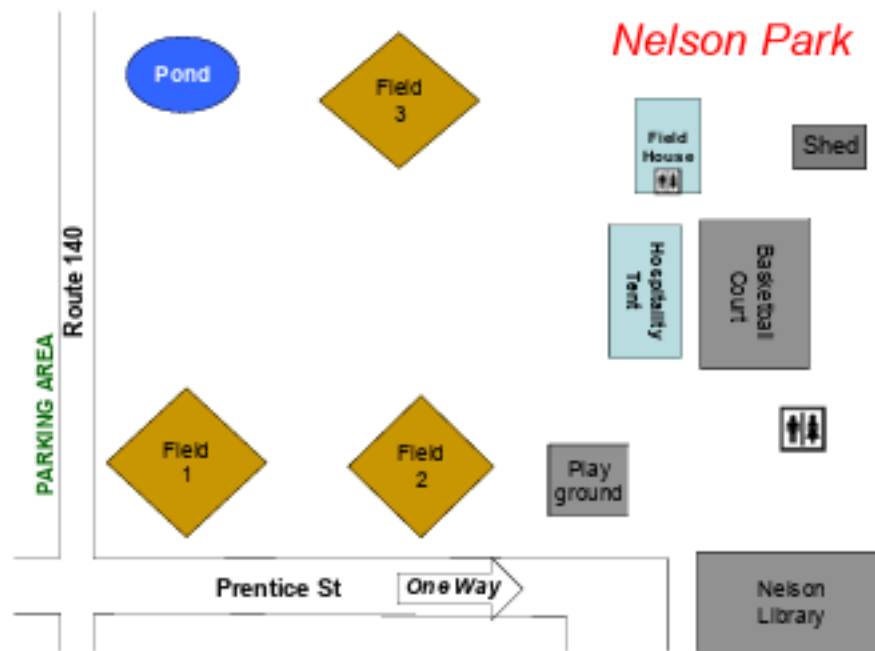 Nelson Park
Pond
Field
3
Field
House
Shed
Route 140
Hospitality
Tent
Basketball
Court
PARKING AREA
Field
1
Field
2
Play
ground
Prentice St
One Way
Nelson
Library